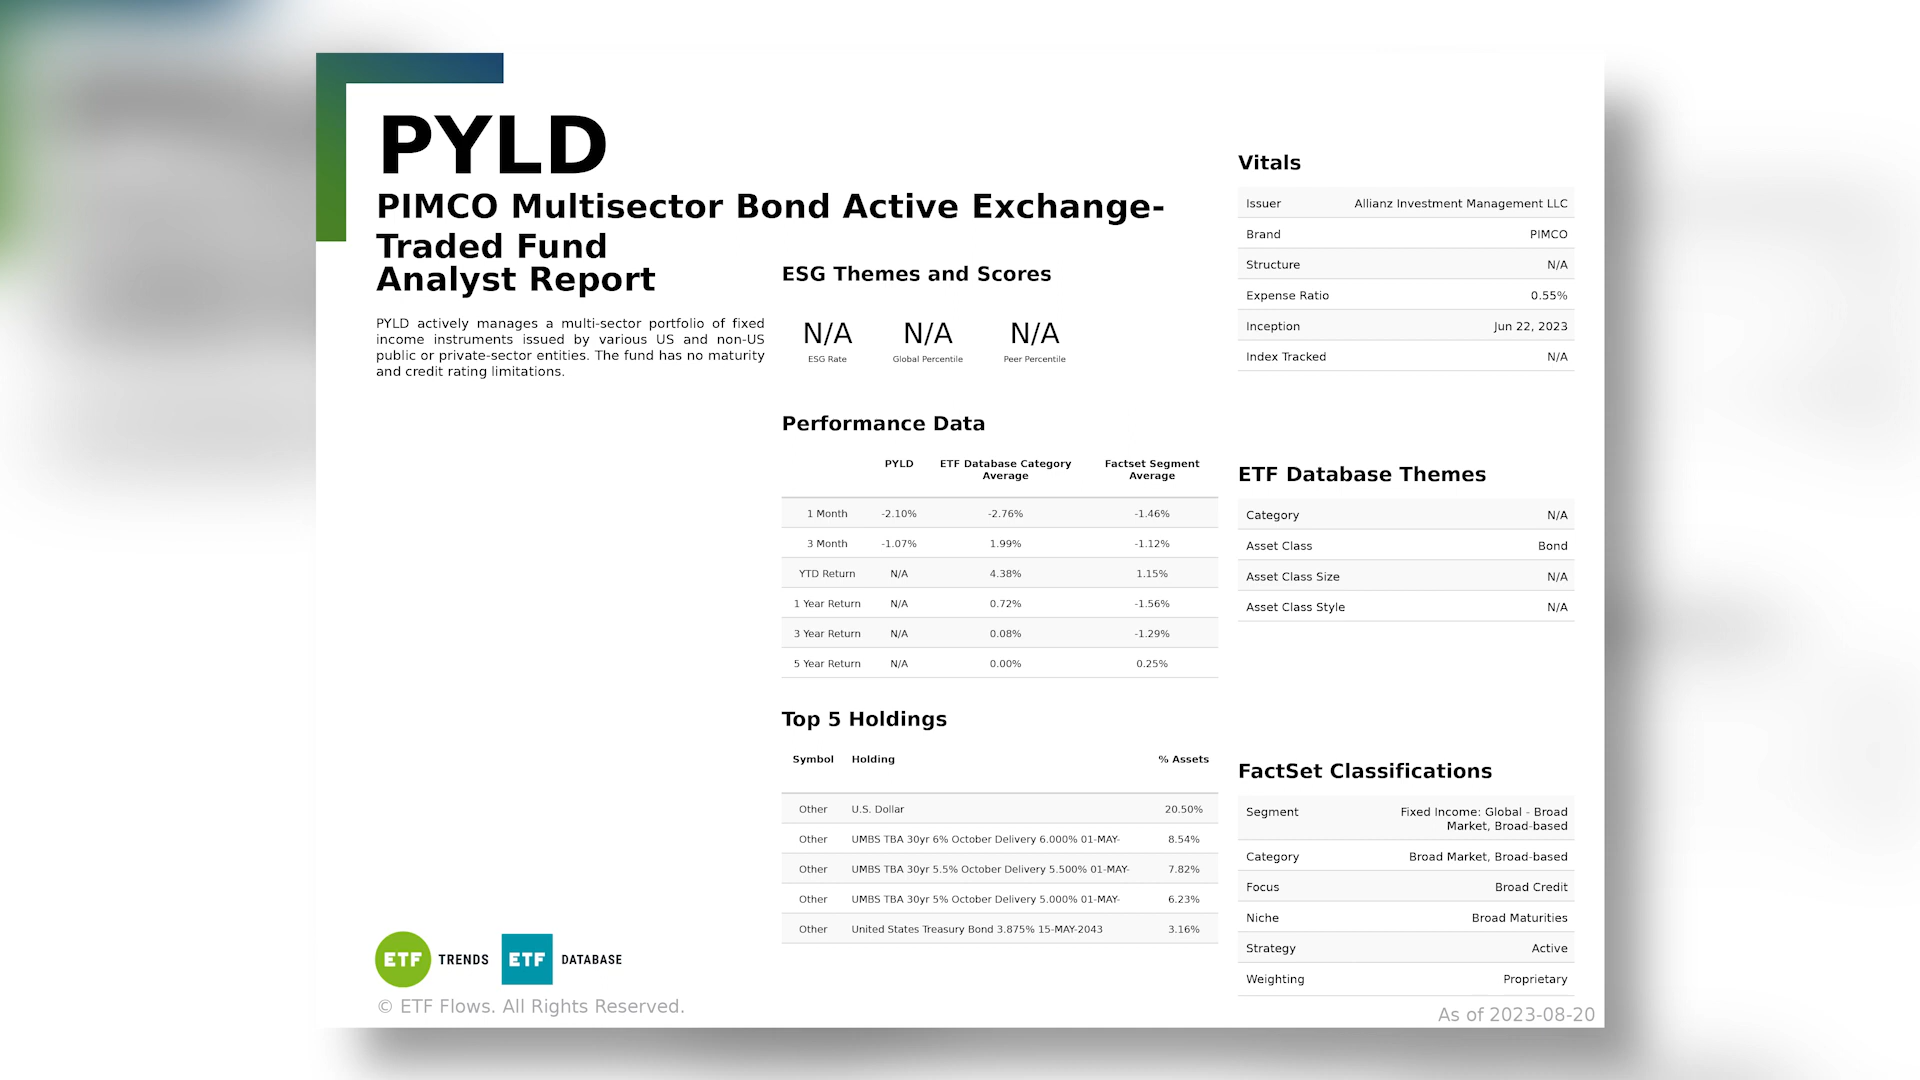 PYLD
PIMCO Multisector Bond Active Exchange-
Traded Fund
Analyst Report
PYLD actively manages a multi-sector portfolio of fixed
income instruments issued by various US and non-US
public or private-sector entities. The fund has no maturity
and credit rating limitations.
ESG Themes and Scores
N/A N/A N/A
ESG Rate Global Percentile Peer Percentile
Performance Data
PYLD ETF Database Category Factset Segment
Average Average
1 Month -2.10% -2.76% -1.46%
3 Month -1.07% 1.99% -1.12%
YTD Return N/A 4.38% 1.15%
1 Year Return N/A 0.72% -1.56%
3 Year Return N/A 0.08% -1.29%
5 Year Return N/A 0.00% 0.25%
Top 5 Holdings
Symbol Holding % Assets
Other U.S. Dollar 20.50%
Other UMBS TBA 30yr 6% October Delivery 6.000% 01-MAY- 8.54%
Other UMBS TBA 30yr 5.5% October Delivery 5.500% 01-MAY- 7.82%
Other UMBS TBA 30yr 5% October Delivery 5.000% 01-MAY- 6.23%
Other United States Treasury Bond 3.875% 15-MAY-2043 3.16%
Vitals
Issuer Allianz Investment Management LLC
Brand PIMCO
Structure N/A
Expense Ratio 0.55%
Inception Jun 22, 2023
Index Tracked N/A
ETF Database Themes
Category N/A
Asset Class Bond
Asset Class Size N/A
Asset Class Style N/A
FactSet Classifications
Segment Fixed Income: Global - Broad
Market, Broad-based
Category Broad Market, Broad-based
Focus Broad Credit
Niche Broad Maturities
Strategy Active
Weighting Proprietary
ETF TRENDS ETF DATABASE
© ETF Flows. All Rights Reserved.
As of 2023-08-20